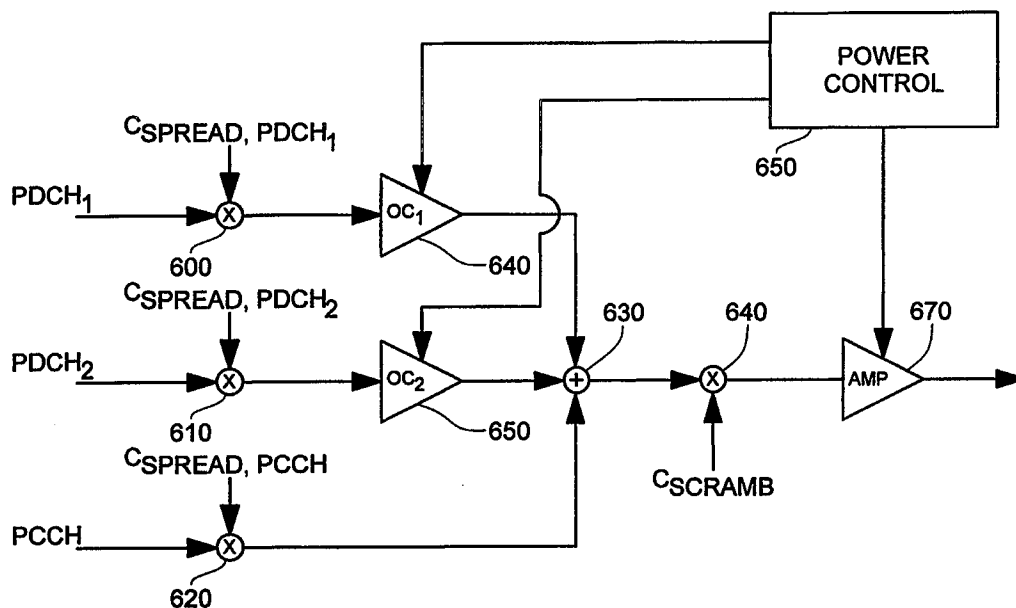 POWER
CONTROL
650
CSPREAD, PDCH1
PDCH1
600
OC1
640
CSPREAD, PDCH2
PDCH2
610
OC2
650
630
640
670
AMP
CSPREAD, PCCH
CSCRAMB
PCCH
620